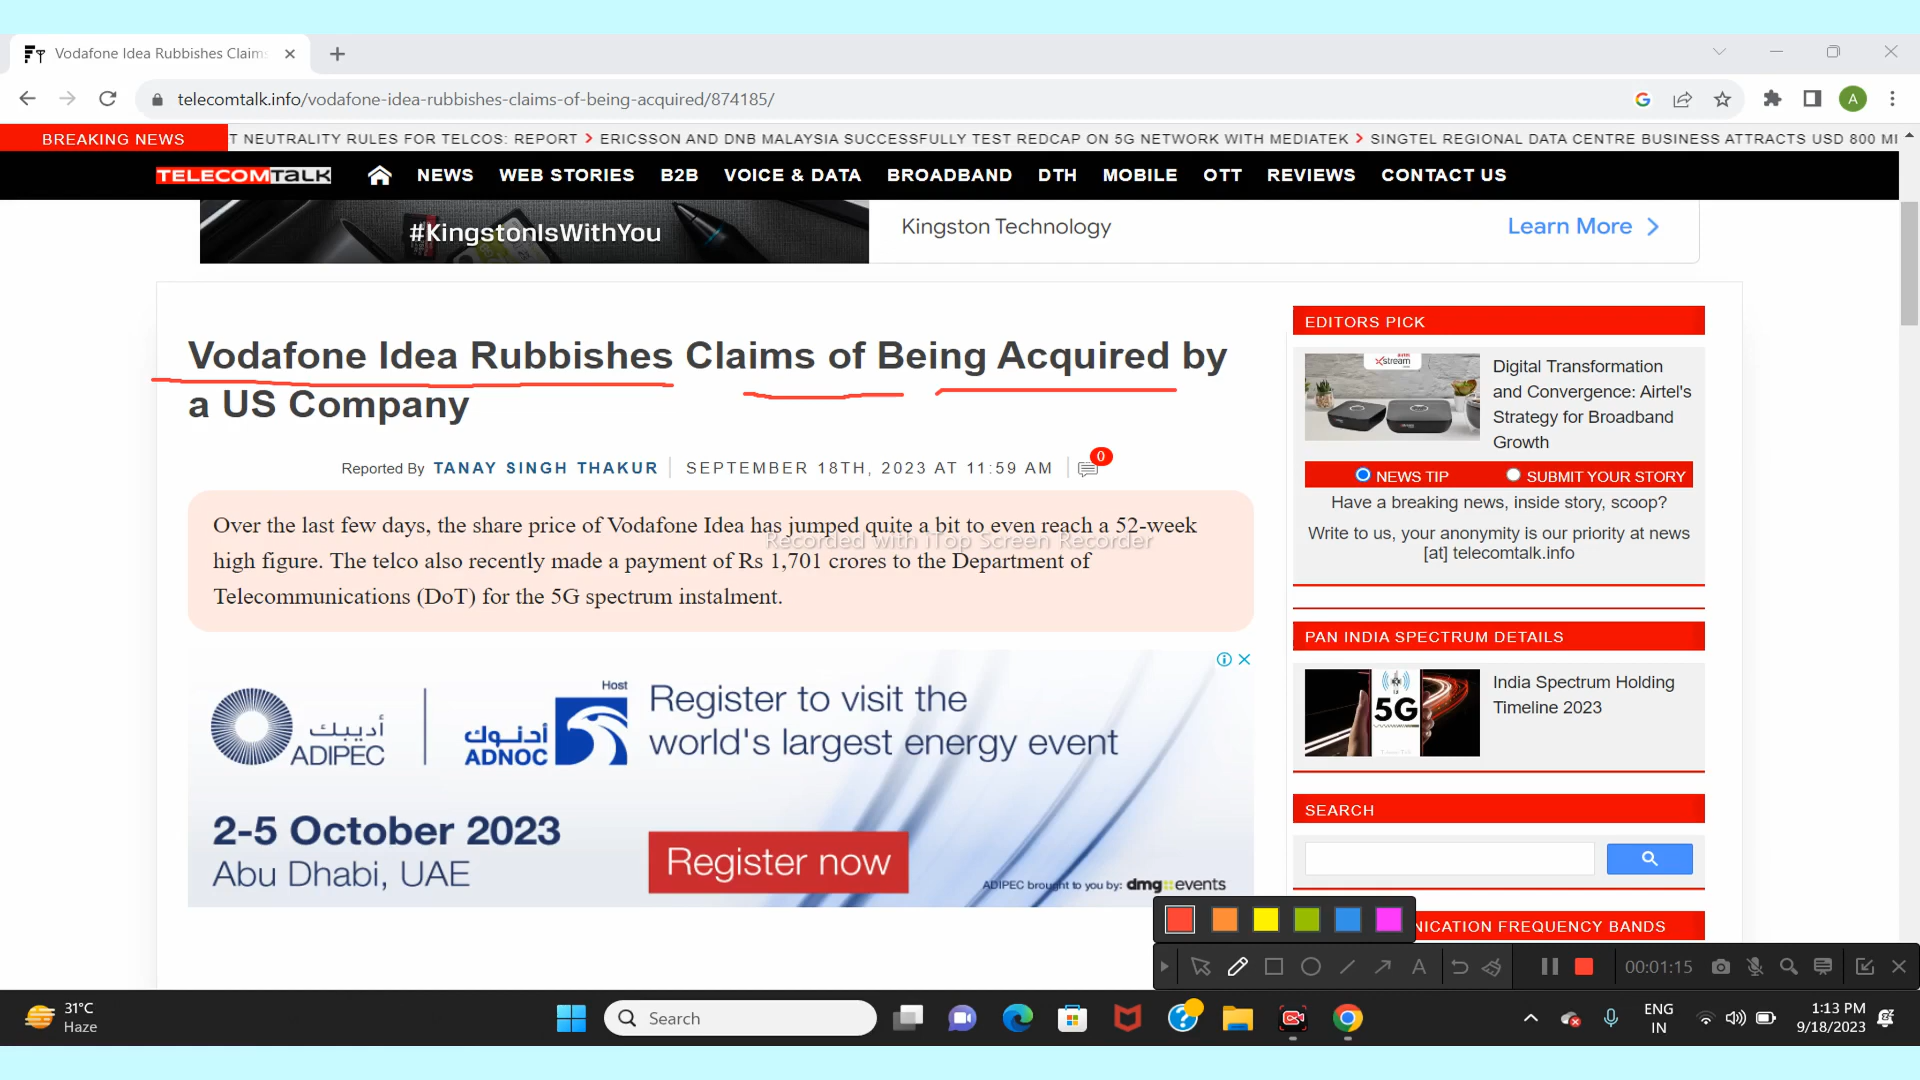 Vodafone Idea Rubbishes Claim
telecomtalk.info/vodafone-idea-rubbishes-claims-of-being-acquired/874185/
A
BREAKING NEWS
T NEUTRALITY RULES FOR TELCOS: REPORT > ERICSSON AND DNB MALAYSIA SUCCESSFULLY TEST REDCAP ON 5G NETWORK WITH MEDIATEK > SINGTEL REGIONAL DATA CENTRE BUSINESS ATTRACTS USD 800 MI
TELECOMTALK NEWS WEB STORIES B2B VOICE & DATA BROADBAND DTH MOBILE OTT REVIEWS CONTACT US
#KingstonIsWithYou
Kingston Technology
Learn More
Vodafone Idea Rubbishes Claims of Being Acquired by
a US Company
Reported By TANAY SINGH THAKUR SEPTEMBER 18TH, 2023 AT 11:59 AM 0
Over the last few days, the share price of Vodafone Idea has jumped quite a bit to even reach a 52-week
high figure. The telco also recently made a payment of Rs 1,701 crores to the Department of
Telecommunications (DoT) for the 5G spectrum instalment.
Recorded with iTop Screen Recorder
أديبك
ADIPEC
Host
أدنوك
ADNOC
Register to visit the
world's largest energy event
2-5 October 2023
Abu Dhabi, UAE
Register now
ADIPEC brought to you by: dmg::events
EDITORS PICK
xstream
Digital Transformation
and Convergence: Airtel's
Strategy for Broadband
Growth
NEWS TIP SUBMIT YOUR STORY
Have a breaking news, inside story, scoop?
Write to us, your anonymity is our priority at news
[at] telecomtalk.info
PAN INDIA SPECTRUM DETAILS
5G
India Spectrum Holding
Timeline 2023
SEARCH
NICATION FREQUENCY BANDS
A
00:01:15
31°C
Haze
Search
ENG
IN
1:13 PM
9/18/2023